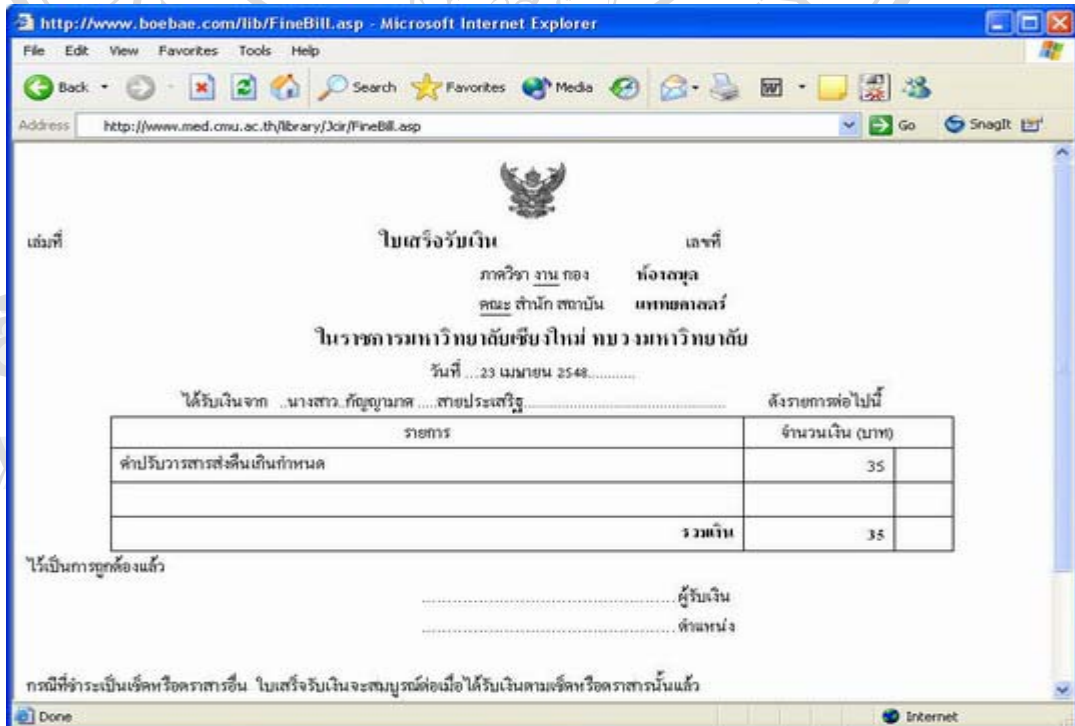 http://www.boebae.com/lib/FineBill.asp - Microsoft Internet Explorer
File Edit View Favorites Tools Help
Back Search Favorites Media
Address http://www.med.cmu.ac.th/library/Jcir/FineBill.asp Go SnagIt
เล่มที่ ใบเสร็จรับเงิน เลขที่
ภาควิชา งาน กอง ห้องสมุด
คณะ สำนัก สถาบัน แพทยศาสตร์
ในราชการมหาวิทยาลัยเชียงใหม่ ทบวงมหาวิทยาลัย
วันที่ ....23 เมษายน 2548............
ได้รับเงินจาก ..นางสาว..กัญญามาศ .....สายประเสริฐ.................................................... ดังรายการต่อไปนี้
รายการ จำนวนเงิน (บาท)
ค่าปรับวารสารส่งคืนเกินกำหนด 35
รวมเงิน 35
ไว้เป็นการถูกต้องแล้ว
................................................................ผู้รับเงิน
................................................................ตำแหน่ง
กรณีที่ชำระเป็นเช็คหรือตราสารอื่น ใบเสร็จรับเงินจะสมบูรณ์ต่อเมื่อได้รับเงินตามเช็คหรือตราสารนั้นแล้ว
Done Internet